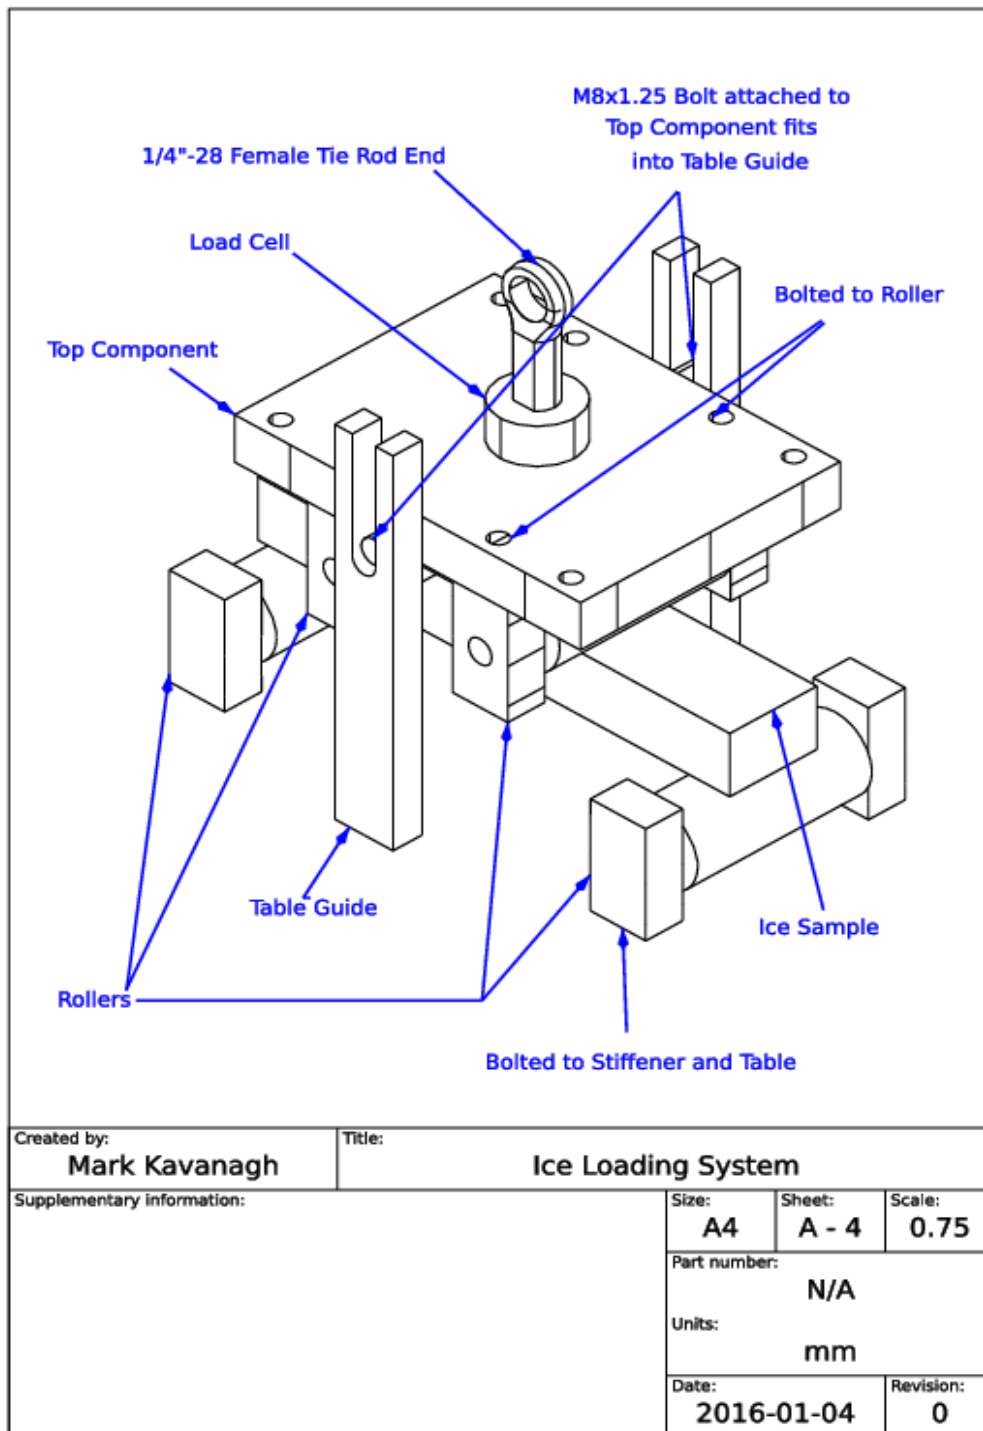 M8x1.25 Bolt attached to
Top Component fits
into Table Guide
1/4"-28 Female Tie Rod End
Load Cell
Bolted to Roller
Top Component
Table Guide
Ice Sample
Rollers
Bolted to Stiffener and Table
Created by:
Mark Kavanagh
Title:
Ice Loading System
Supplementary information:
Size:
A4
Sheet:
A - 4
Scale:
0.75
Part number:
N/A
Units:
mm
Date:
2016-01-04
Revision:
0